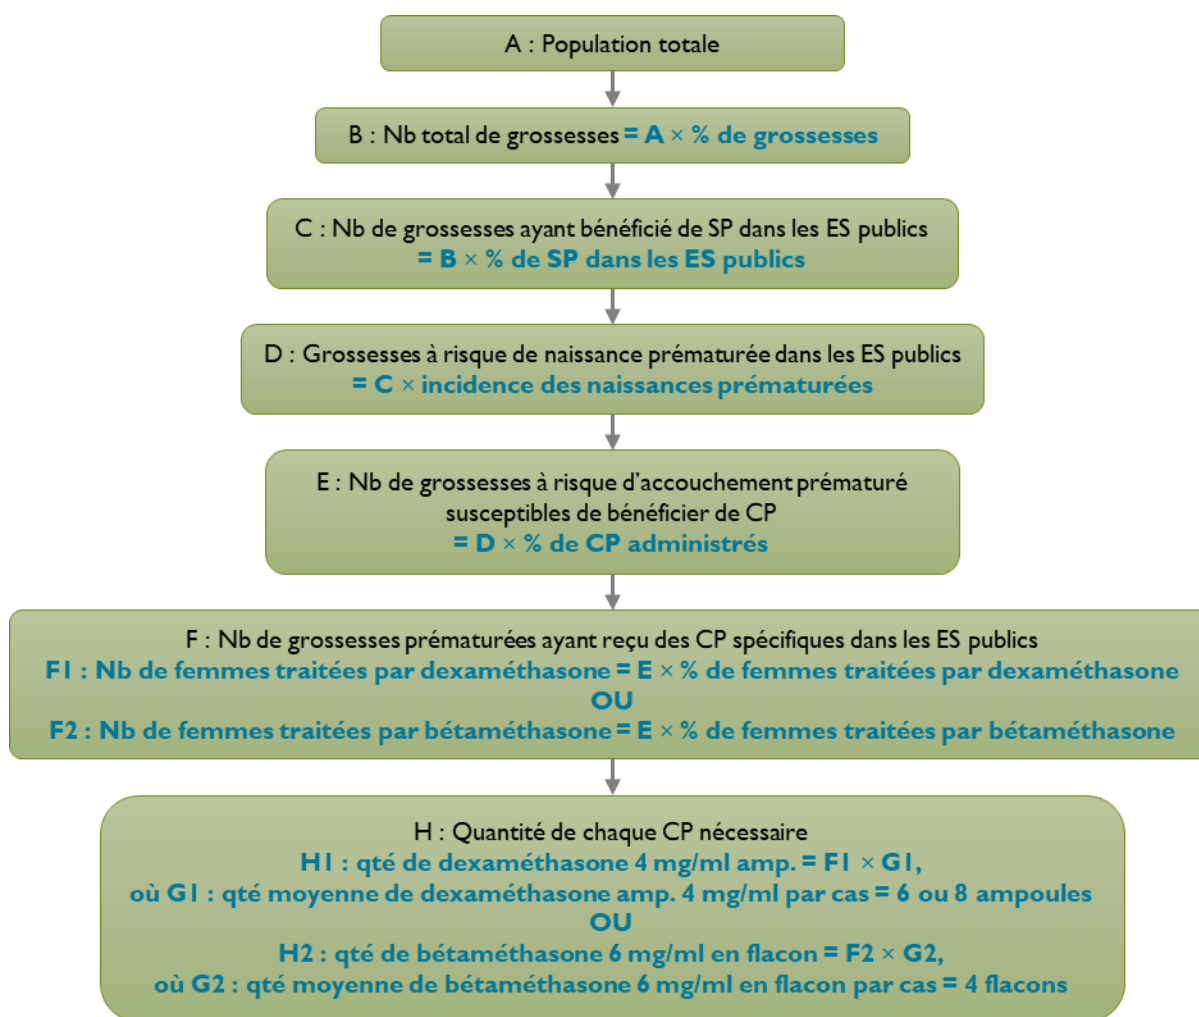 A : Population totale
B : Nb total de grossesses = A × % de grossesses
C : Nb de grossesses ayant bénéficié de SP dans les ES publics
= B × % de SP dans les ES publics
D : Grossesses à risque de naissance prématurée dans les ES publics
= C × incidence des naissances prématurées
E : Nb de grossesses à risque d’accouchement prématuré
susceptibles de bénéficier de CP
= D × % de CP administrés
F : Nb de grossesses prématurées ayant reçu des CP spécifiques dans les ES publics
F1 : Nb de femmes traitées par dexaméthasone = E × % de femmes traitées par dexaméthasone
OU
F2 : Nb de femmes traitées par bétaméthasone = E × % de femmes traitées par bétaméthasone
H : Quantité de chaque CP nécessaire
H1 : qté de dexaméthasone 4 mg/ml amp. = F1 × G1,
où G1 : qté moyenne de dexaméthasone amp. 4 mg/ml par cas = 6 ou 8 ampoules
OU
H2 : qté de bétaméthasone 6 mg/ml en flacon = F2 × G2,
où G2 : qté moyenne de bétaméthasone 6 mg/ml en flacon par cas = 4 flacons